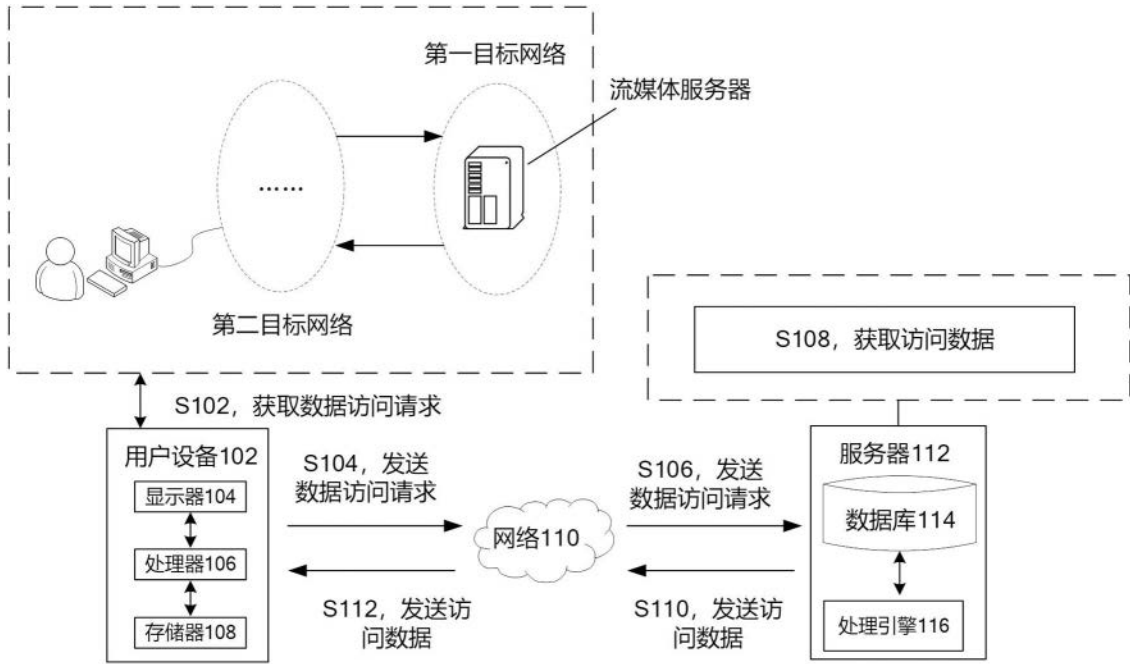 第一目标网络
流媒体服务器
……
第二目标网络
S108，获取访问数据
S102，获取数据访问请求
用户设备102
显示器104
处理器106
存储器108
S104，发送
数据访问请求
网络110
S112，发送访
问数据
S106，发送
数据访问请求
S110，发送访
问数据
服务器112
数据库114
处理引擎116